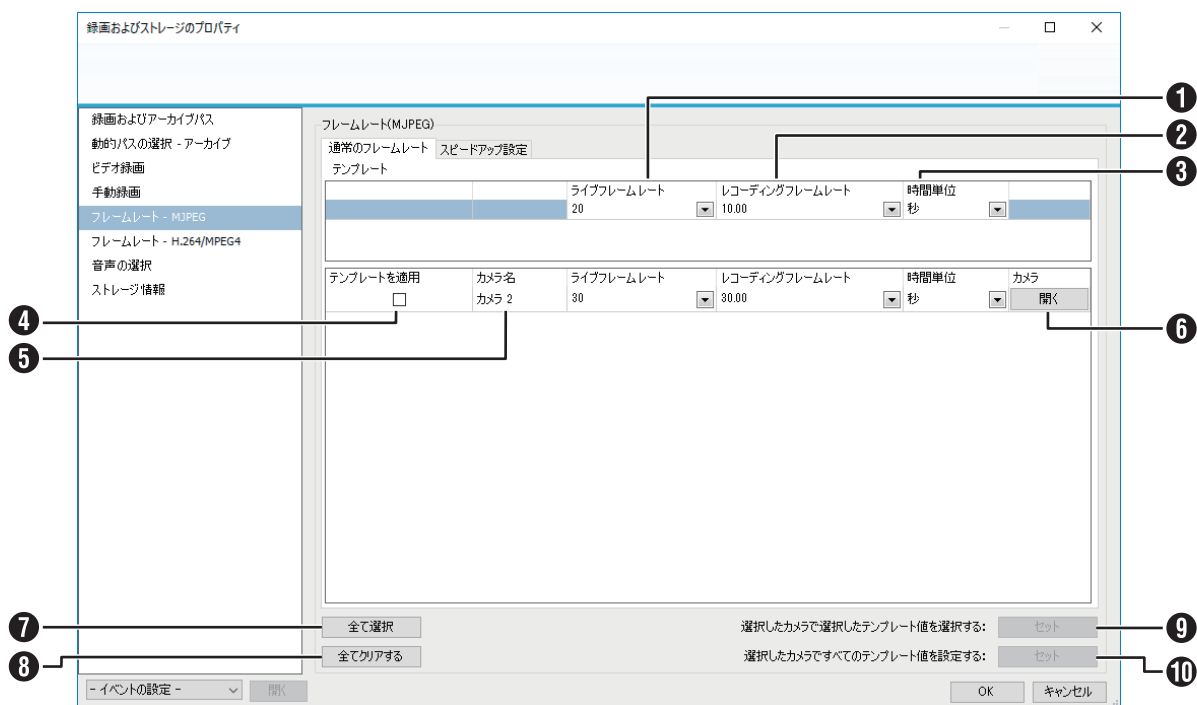 録画およびストレージのプロパティ
録画およびアーカイブパス
動的パスの選択 - アーカイブ
ビデオ録画
手動録画
フレームレート - MJPEG
フレームレート - H.264/MPEG4
音声の選択
ストレージ情報
フレームレート(MJPEG)
通常のフレームレート スピードアップ設定
テンプレート
ライブフレームレート レコーディングフレームレート 時間単位
20 10.00 秒
テンプレートを適用 カメラ名 ライブフレームレート レコーディングフレームレート 時間単位 カメラ
カメラ 2 30 30.00 秒 開く
全て選択 選択したカメラで選択したテンプレート値を選択する: セット
全てクリアする 選択したカメラですべてのテンプレート値を設定する: セット
- イベントの設定 - 開く OK キャンセル
❶
❷
❸
❹
❺
❻
❼
❽
❾
❿